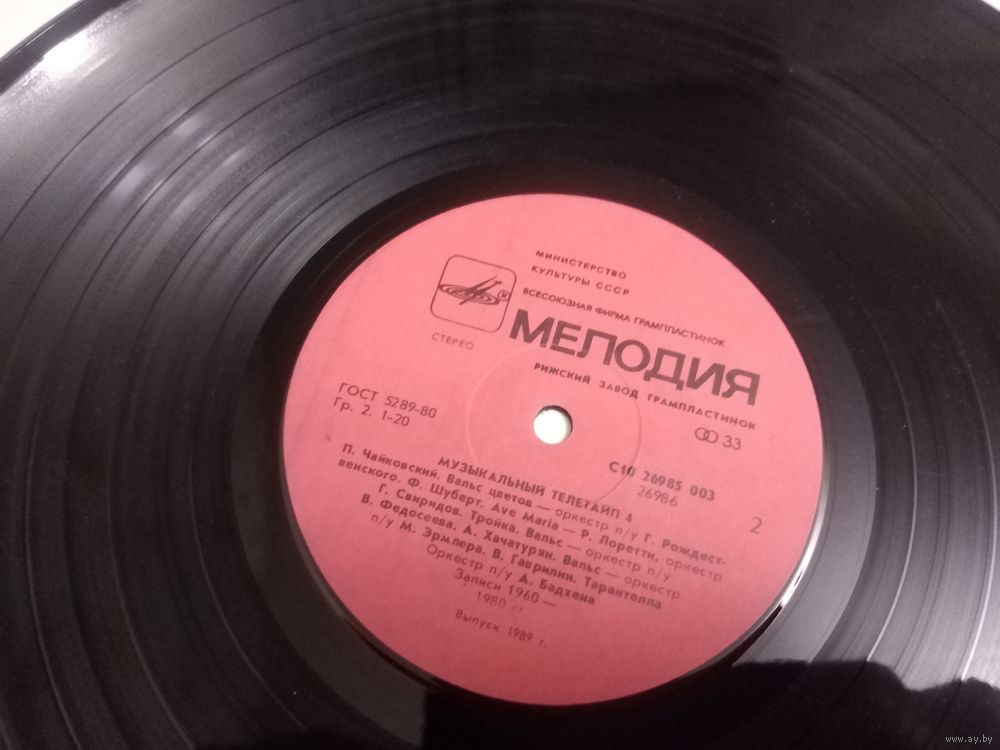 МИНИСТЕРСТВО
КУЛЬТУРЫ СССР
ВСЕСОЮЗНАЯ ФИРМА ГРАМПЛАСТИНОК
®
МЕЛОДИЯ
СТЕРЕО
РИЖСКИЙ ЗАВОД ГРАМПЛАСТИНОК
ГОСТ 5289-80
Гр. 2. 1-20
33
С10 26985 003
26986
2
МУЗЫКАЛЬНЫЙ ТЕЛЕТАЙП 4
П. Чайковский. Вальс цветов — оркестр п/у Г. Рождест-
венского. Ф. Шуберт. Ave Maria — Р. Лоретти, оркестр
Г. Свиридов. Тройка. Вальс — оркестр п/у
В. Федосеева. А. Хачатурян. Вальс — оркестр
п/у М. Эрмлера. В. Гаврилин. Тарантелла
Оркестр п/у А. Бадхена
Записи 1960 —
1980 гг.
Выпуск 1989 г.
www.ay.by